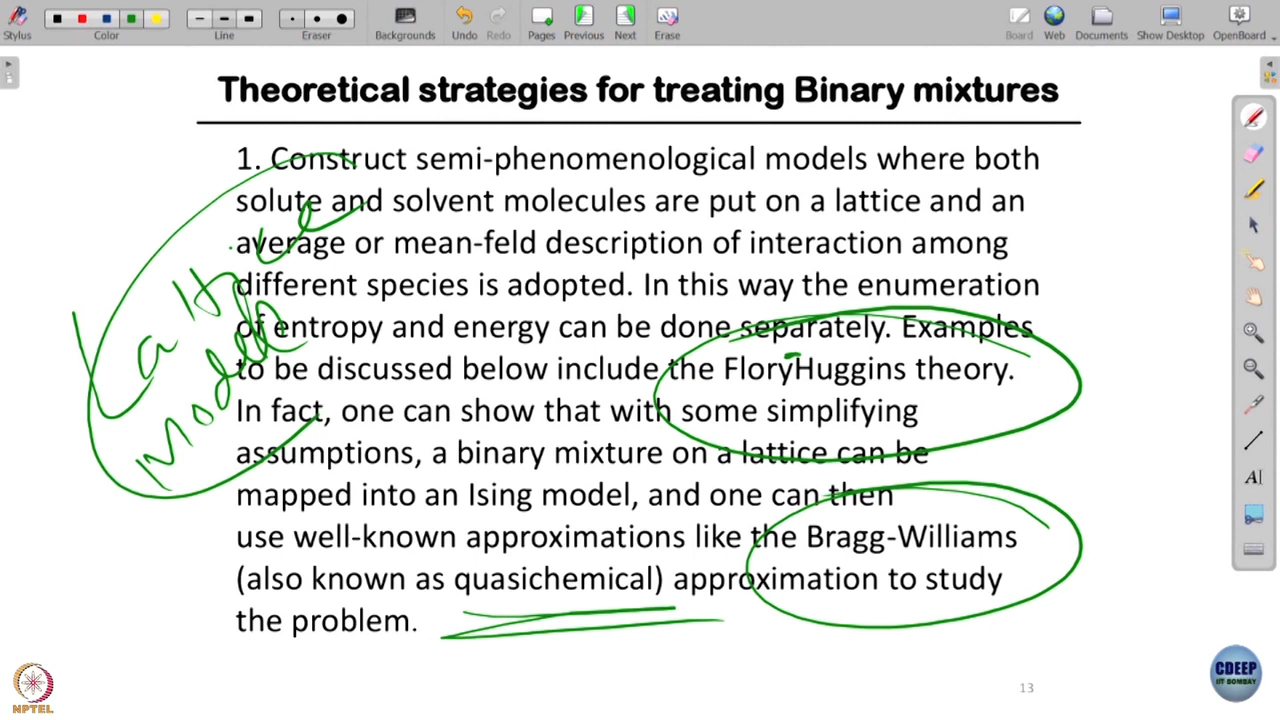 Stylus
Color
Line
Eraser
Backgrounds
Undo
Redo
Pages
Previous
Next
Erase
Board
Web
Documents
Show Desktop
OpenBoard
Theoretical strategies for treating Binary mixtures
1. Construct semi-phenomenological models where both
solute and solvent molecules are put on a lattice and an
average or mean-feld description of interaction among
different species is adopted. In this way the enumeration
of entropy and energy can be done separately. Examples
to be discussed below include the FloryHuggins theory.
In fact, one can show that with some simplifying
assumptions, a binary mixture on a lattice can be
mapped into an Ising model, and one can then
use well-known approximations like the Bragg-Williams
(also known as quasichemical) approximation to study
the problem.
Lattice
Models
13
NPTEL
CDEEP
IIT BOMBAY